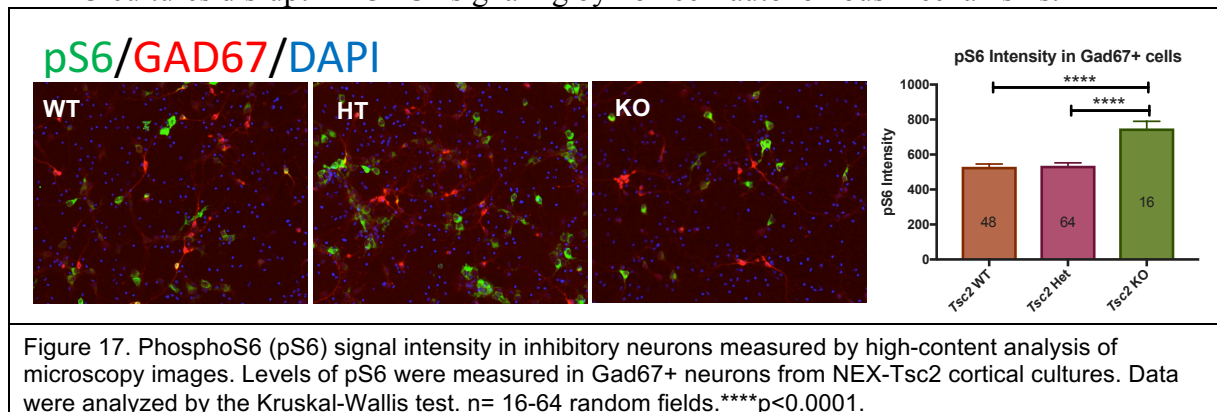 pS6/GAD67/DAPI
WT
HT
KO
pS6 Intensity in Gad67+ cells
****
****
pS6 Intensity
1000
800
600
400
200
0
48
64
16
Tsc2 WT
Tsc2 Het
Tsc2 KO
Figure 17. PhosphoS6 (pS6) signal intensity in inhibitory neurons measured by high-content analysis of
microscopy images. Levels of pS6 were measured in Gad67+ neurons from NEX-Tsc2 cortical cultures. Data
were analyzed by the Kruskal-Wallis test. n= 16-64 random fields.****p<0.0001.